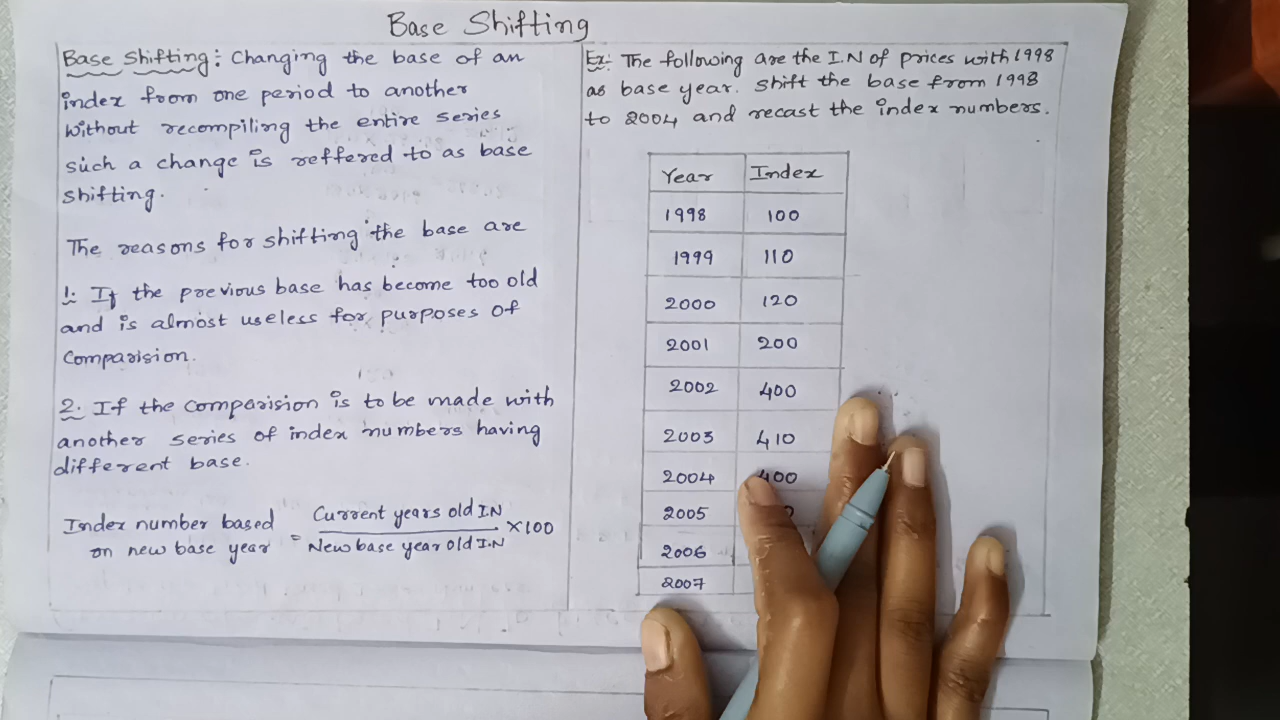 Base Shifting
Base Shifting: Changing the base of an
index from one period to another
without recompiling the entire series
such a change is reffered to as base
shifting.
The reasons for shifting the base are
1. If the previous base has become too old
and is almost useless for purposes of
Comparision.
2. If the comparision is to be made with
another series of index numbers having
different base.
Index number based on new base year = Current years old IN / New base year old I.N × 100
Ex: The following are the I.N of prices with 1998
as base year. Shift the base from 1998
to 2004 and recast the index numbers.
Year Index
1998 100
1999 110
2000 120
2001 200
2002 400
2003 410
2004 400
2005
2006
2007